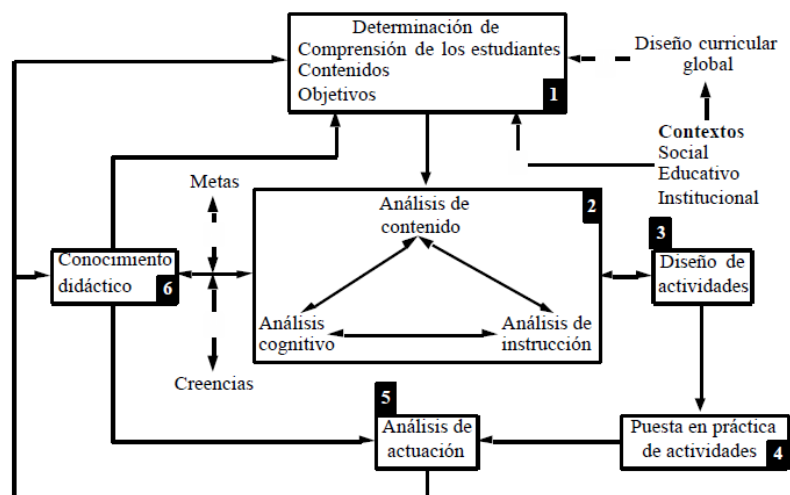 Determinación de
Comprensión de los estudiantes
Contenidos
Objetivos
1
Diseño curricular
global
Contextos
Social
Educativo
Institucional
Metas
2
Análisis de
contenido
Análisis
cognitivo
Análisis de
instrucción
3
Diseño de
actividades
Conocimiento
didáctico
6
Creencias
5
Análisis de
actuación
Puesta en práctica
de actividades
4